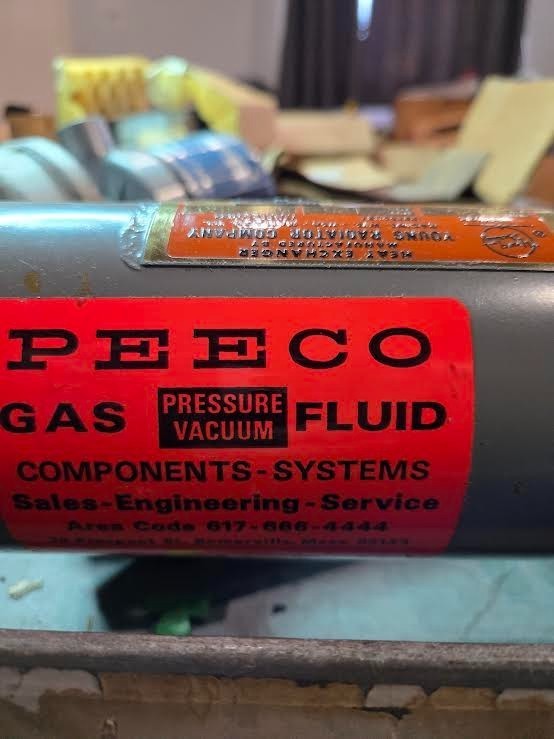 HEAT EXCHANGER
MANUFACTURED BY
YOUNG RADIATOR COMPANY
PEECO
GAS PRESSURE VACUUM FLUID
COMPONENTS-SYSTEMS
Sales-Engineering-Service
Area Code 617-666-4444
St. Somerville, Mass.